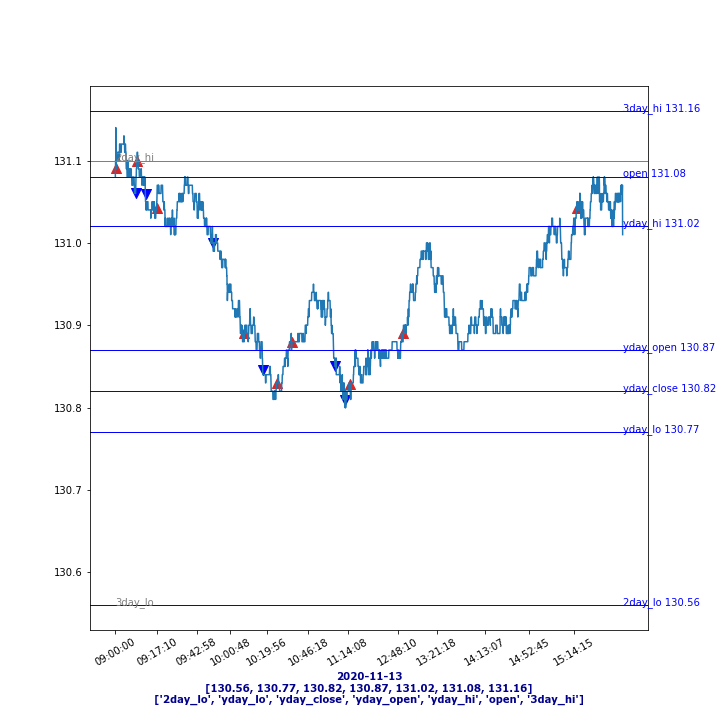 3day_hi 131.16
2day_hi
131.1
open 131.08
yday_hi 131.02
131.0
130.9
yday_open 130.87
yday_close 130.82
130.8
yday_lo 130.77
130.7
130.6
3day_lo
2day_lo 130.56
09:00:00 09:17:10 09:42:58 10:00:48 10:19:56 10:46:18 11:14:08 12:48:10 13:21:18 14:13:07 14:52:45 15:14:15
2020-11-13
[130.56, 130.77, 130.82, 130.87, 131.02, 131.08, 131.16]
['2day_lo', 'yday_lo', 'yday_close', 'yday_open', 'yday_hi', 'open', '3day_hi']